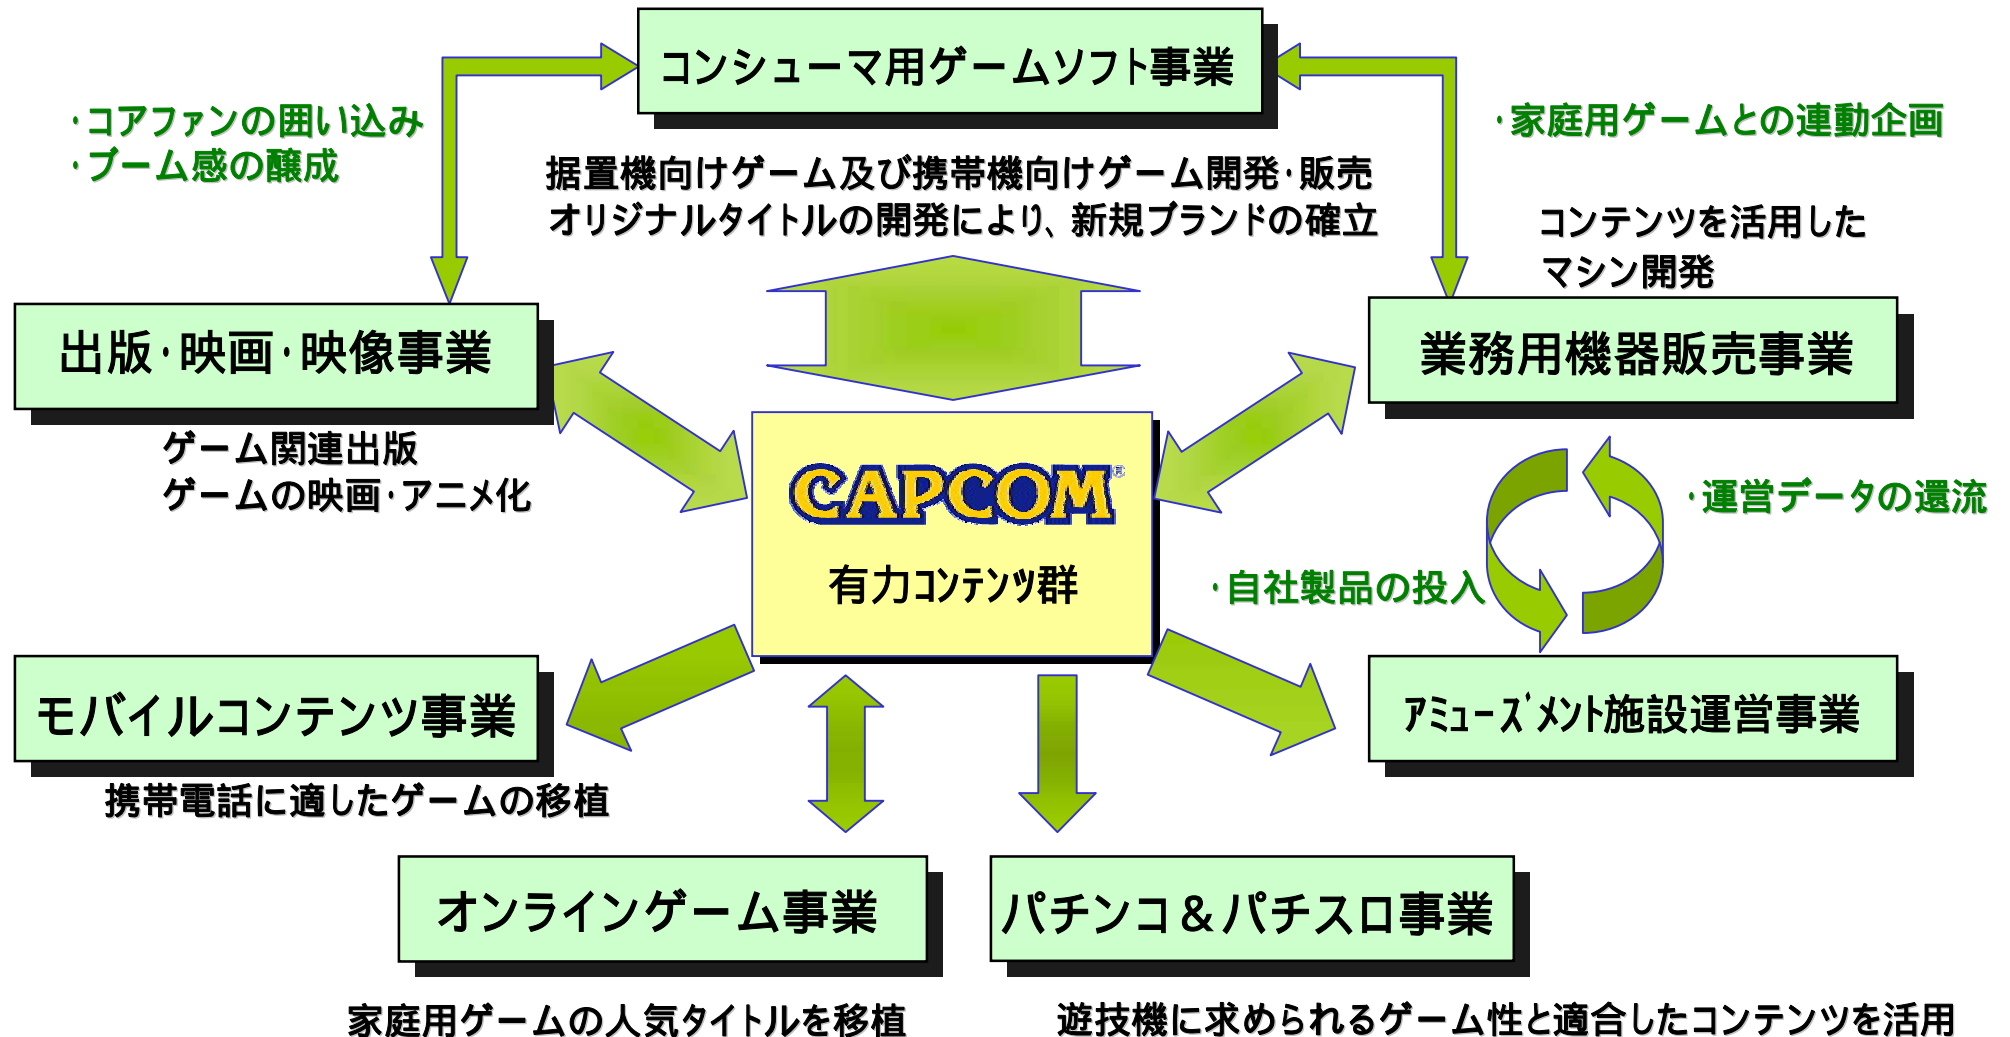 コンシューマ用ゲームソフト事業
・コアファンの囲い込み
・ブーム感の醸成
・家庭用ゲームとの連動企画
据置機向けゲーム及び携帯機向けゲーム開発・販売
オリジナルタイトルの開発により、新規ブランドの確立
コンテンツを活用した
マシン開発
出版・映画・映像事業
業務用機器販売事業
ゲーム関連出版
ゲームの映画・アニメ化
CAPCOM®
有力コンテンツ群
・運営データの還流
・自社製品の投入
モバイルコンテンツ事業
アミューズメント施設運営事業
携帯電話に適したゲームの移植
オンラインゲーム事業
パチンコ＆パチスロ事業
家庭用ゲームの人気タイトルを移植
遊技機に求められるゲーム性と適合したコンテンツを活用